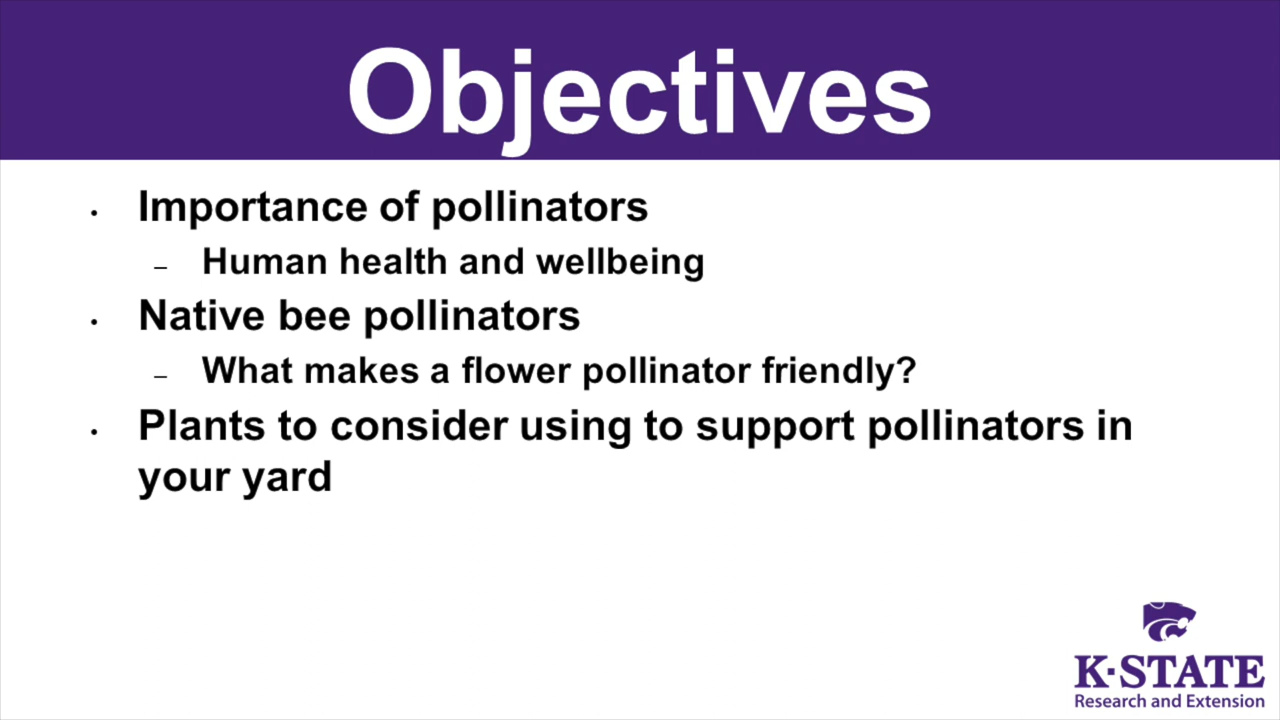 Objectives
• Importance of pollinators
– Human health and wellbeing
• Native bee pollinators
– What makes a flower pollinator friendly?
• Plants to consider using to support pollinators in
your yard
K·STATE
Research and Extension